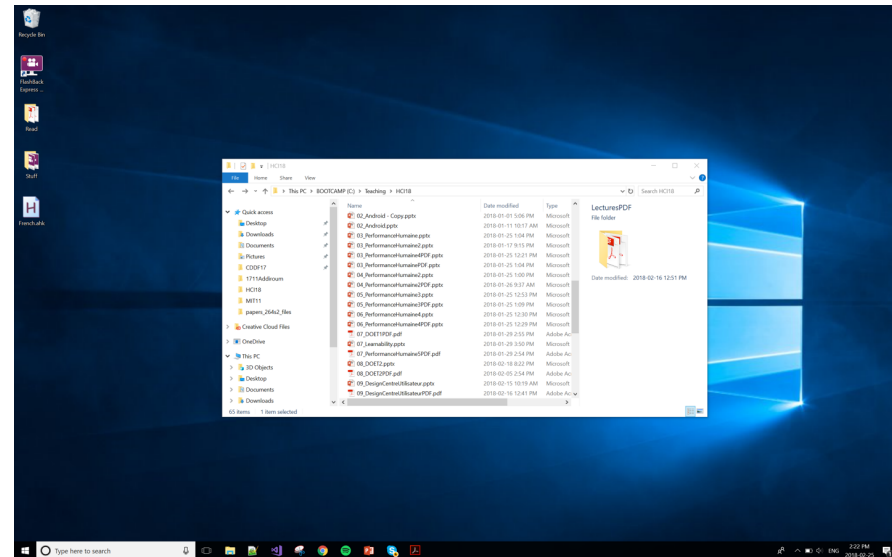 Recycle Bin
FlashBack
Express ...
Read
Stuff
French.ahk
HCI18
File Home Share View
This PC > BOOTCAMP (C:) > Teaching > HCI18
Search HCI18
Quick access
Desktop
Downloads
Documents
Pictures
CODF17
1711Addiroum
HCI18
MIT11
papers_264s2_files
Creative Cloud Files
OneDrive
This PC
3D Objects
Desktop
Documents
Downloads
Name Date modified Type
02_Android - Copy.pptx 2018-01-01 5:06 PM Microsoft
02_Android.pptx 2018-01-11 10:17 AM Microsoft
03_PerformanceHumaine.pptx 2018-01-25 1:04 PM Microsoft
03_PerformanceHumaine2.pptx 2018-01-17 9:15 PM Microsoft
03_PerformanceHumaine4PDF.pptx 2018-01-25 12:21 PM Microsoft
03_PerformanceHumainePDF.pptx 2018-01-25 1:04 PM Microsoft
04_PerformanceHumaine2.pptx 2018-01-25 1:00 PM Microsoft
04_PerformanceHumaine2PDF.pptx 2018-01-26 9:37 AM Microsoft
05_PerformanceHumaine3.pptx 2018-01-25 12:53 PM Microsoft
05_PerformanceHumaine3PDF.pptx 2018-01-25 1:09 PM Microsoft
06_PerformanceHumaine4.pptx 2018-01-25 12:30 PM Microsoft
06_PerformanceHumaine4PDF.pptx 2018-01-25 12:29 PM Microsoft
07_DOET1PDF.pdf 2018-01-29 2:55 PM Adobe Ac
07_Learnability.pptx 2018-01-29 3:50 PM Microsoft
07_PerformanceHumaine5PDF.pdf 2018-01-29 2:54 PM Adobe Ac
08_DOET2.pptx 2018-02-18 8:22 PM Microsoft
08_DOET2PDF.pdf 2018-02-05 2:54 PM Adobe Ac
09_DesignCentreUtilisateur.pptx 2018-02-15 10:19 AM Microsoft
09_DesignCentreUtilisateurPDF.pdf 2018-02-16 12:41 PM Adobe Ac
LecturesPDF
File folder
Date modified: 2018-02-16 12:51 PM
65 items 1 item selected
Type here to search
ENG
2:22 PM
2018-02-25